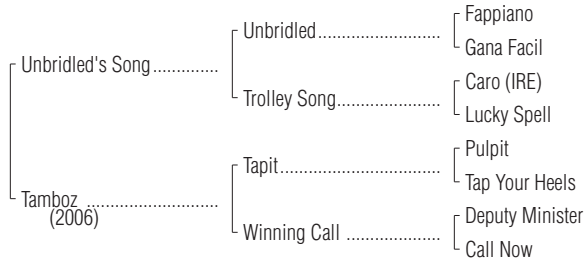 Fappiano
Unbridled
Gana Facil
Unbridled's Song
Caro (IRE)
Trolley Song
Lucky Spell
Pulpit
Tapit
Tap Your Heels
Tamboz
(2006)
Deputy Minister
Winning Call
Call Now